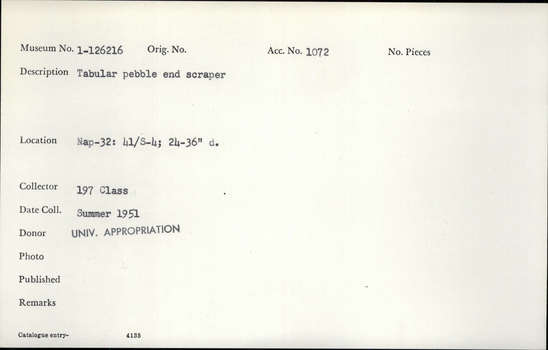 Museum No. 1-126216 Orig. No. Acc. No. 1072 No. Pieces
Description Tabular pebble end scraper
Location Nap-32: 41/S-4; 24-36" d.
Collector 197 Class
Date Coll. Summer 1951
Donor UNIV. APPROPRIATION
Photo
Published
Remarks
Catalogue entry- 4135